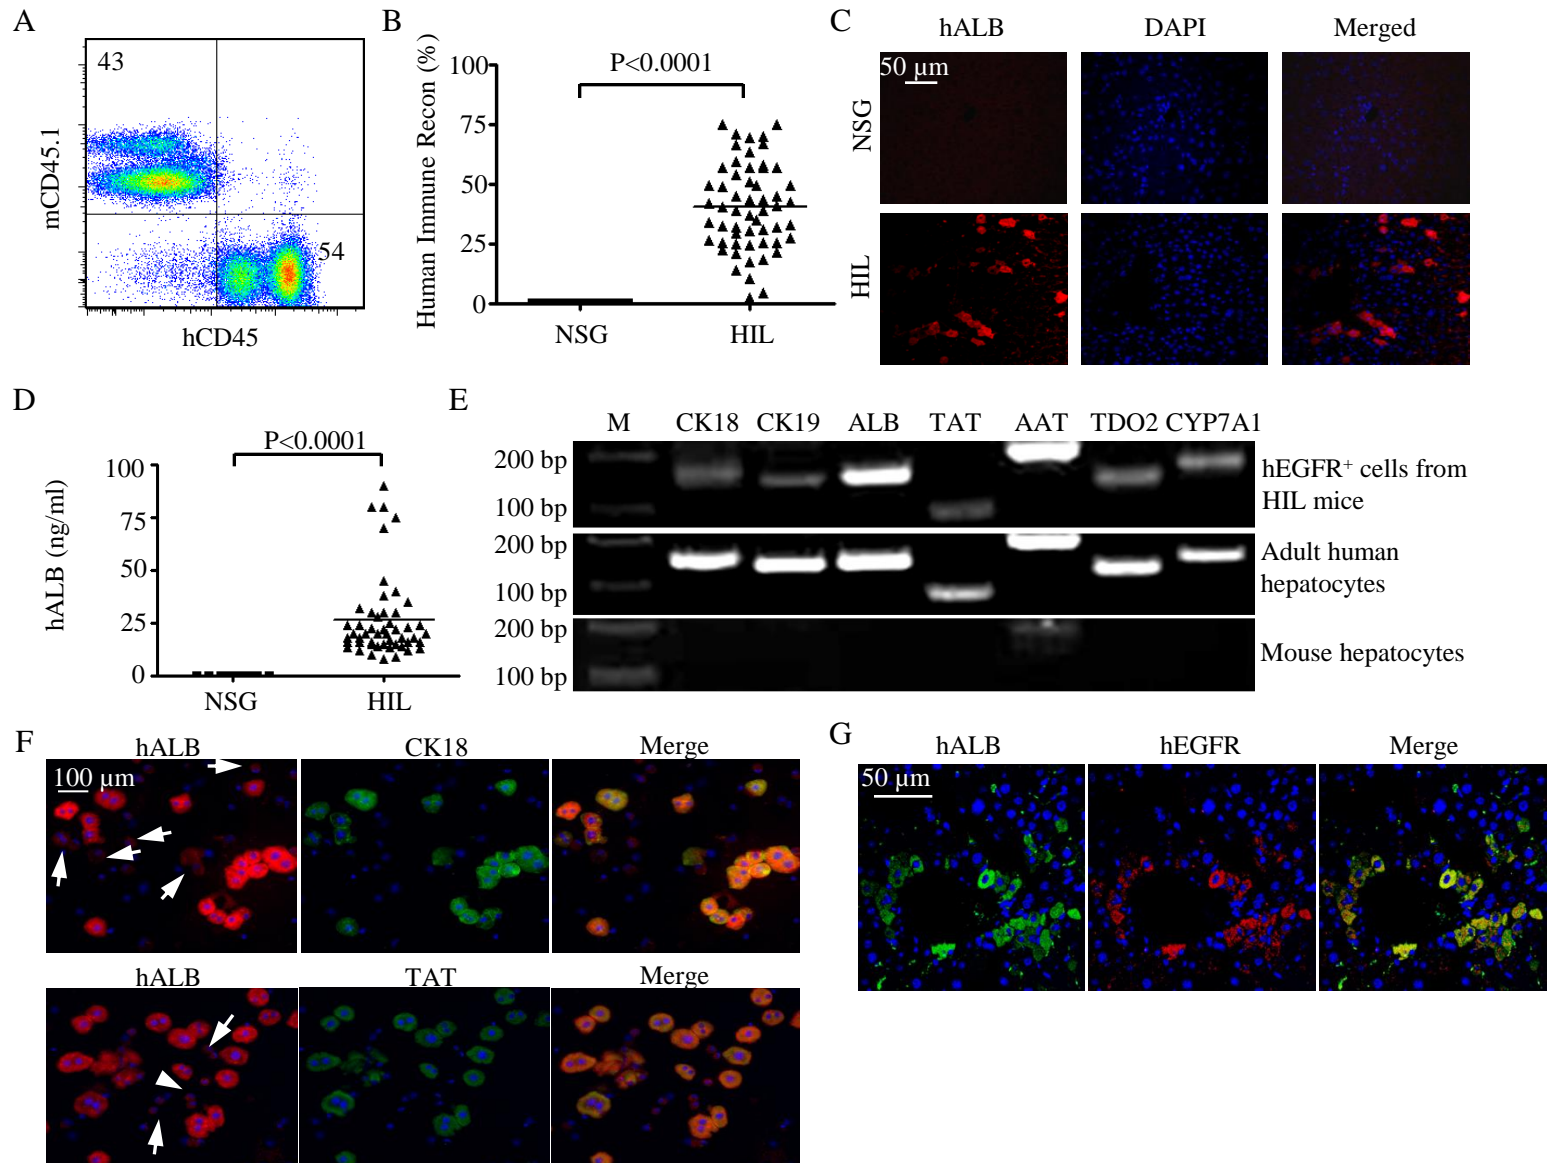 A
43
54
mCD45.1
hCD45
B
Human Immune Recon (%)
100
75
50
25
0
P<0.0001
NSG
HIL
C
hALB
DAPI
Merged
50 µm
NSG
HIL
D
hALB (ng/ml)
100
75
50
25
0
P<0.0001
NSG
HIL
E
M CK18 CK19 ALB TAT AAT TDO2 CYP7A1
200 bp
100 bp
hEGFR+ cells from
HIL mice
200 bp
100 bp
Adult human
hepatocytes
200 bp
100 bp
Mouse hepatocytes
F
hALB
CK18
Merge
100 µm
hALB
TAT
Merge
G
hALB
hEGFR
Merge
50 µm